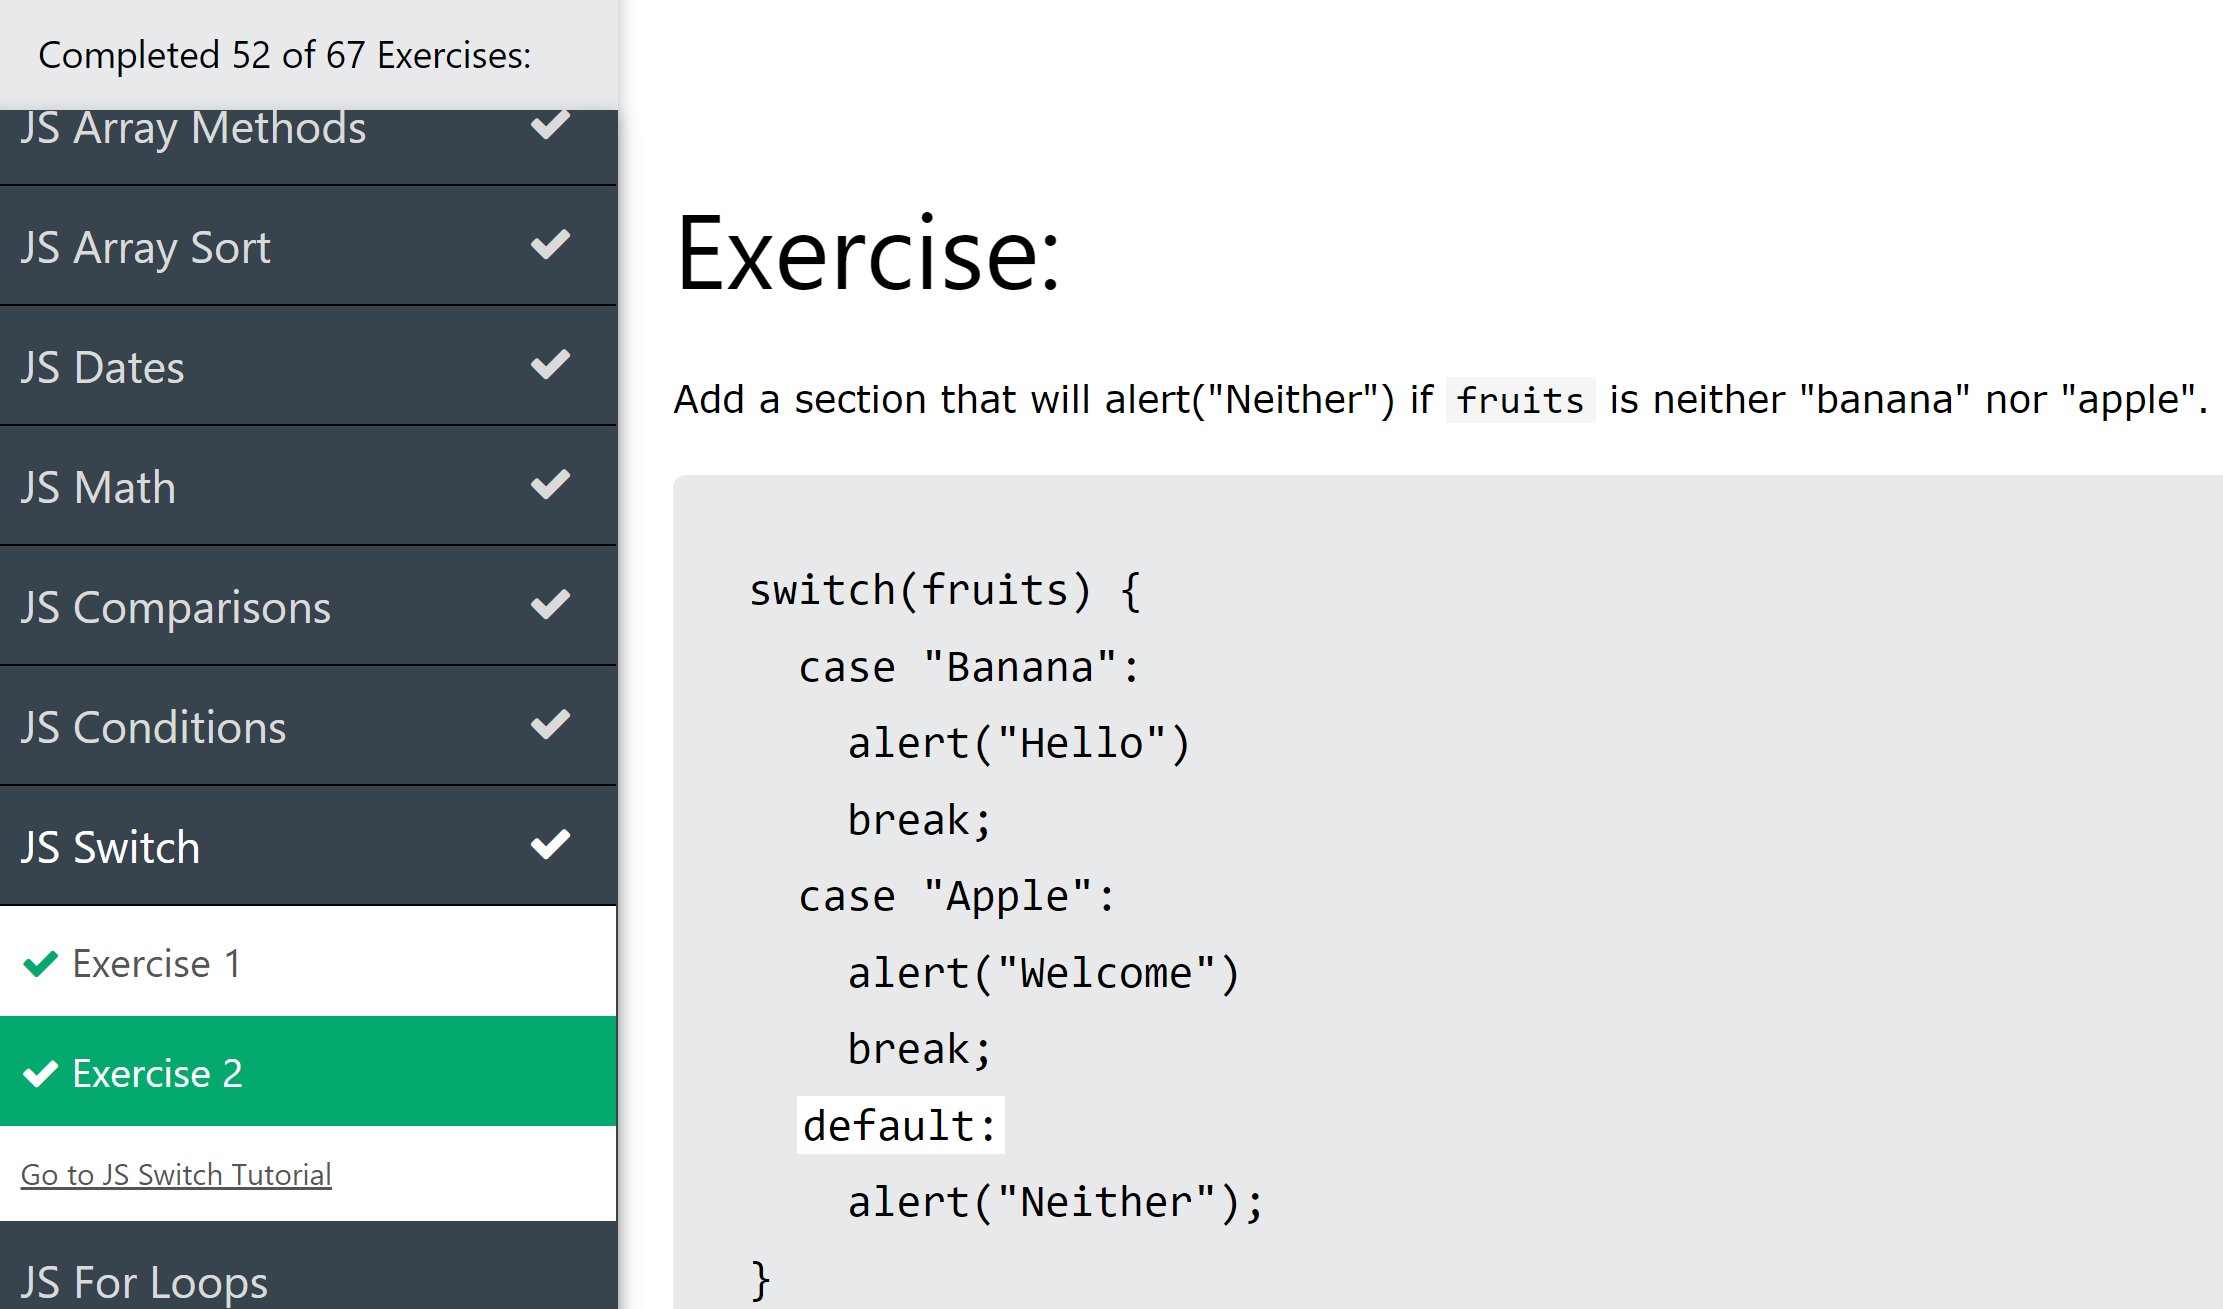 Completed 52 of 67 Exercises:
JS Array Methods
JS Array Sort
JS Dates
JS Math
JS Comparisons
JS Conditions
JS Switch
Exercise 1
Exercise 2
Go to JS Switch Tutorial
JS For Loops
Exercise:
Add a section that will alert("Neither") if fruits is neither "banana" nor "apple".
switch(fruits) {
  case "Banana":
    alert("Hello")
    break;
  case "Apple":
    alert("Welcome")
    break;
  default:
    alert("Neither");
}